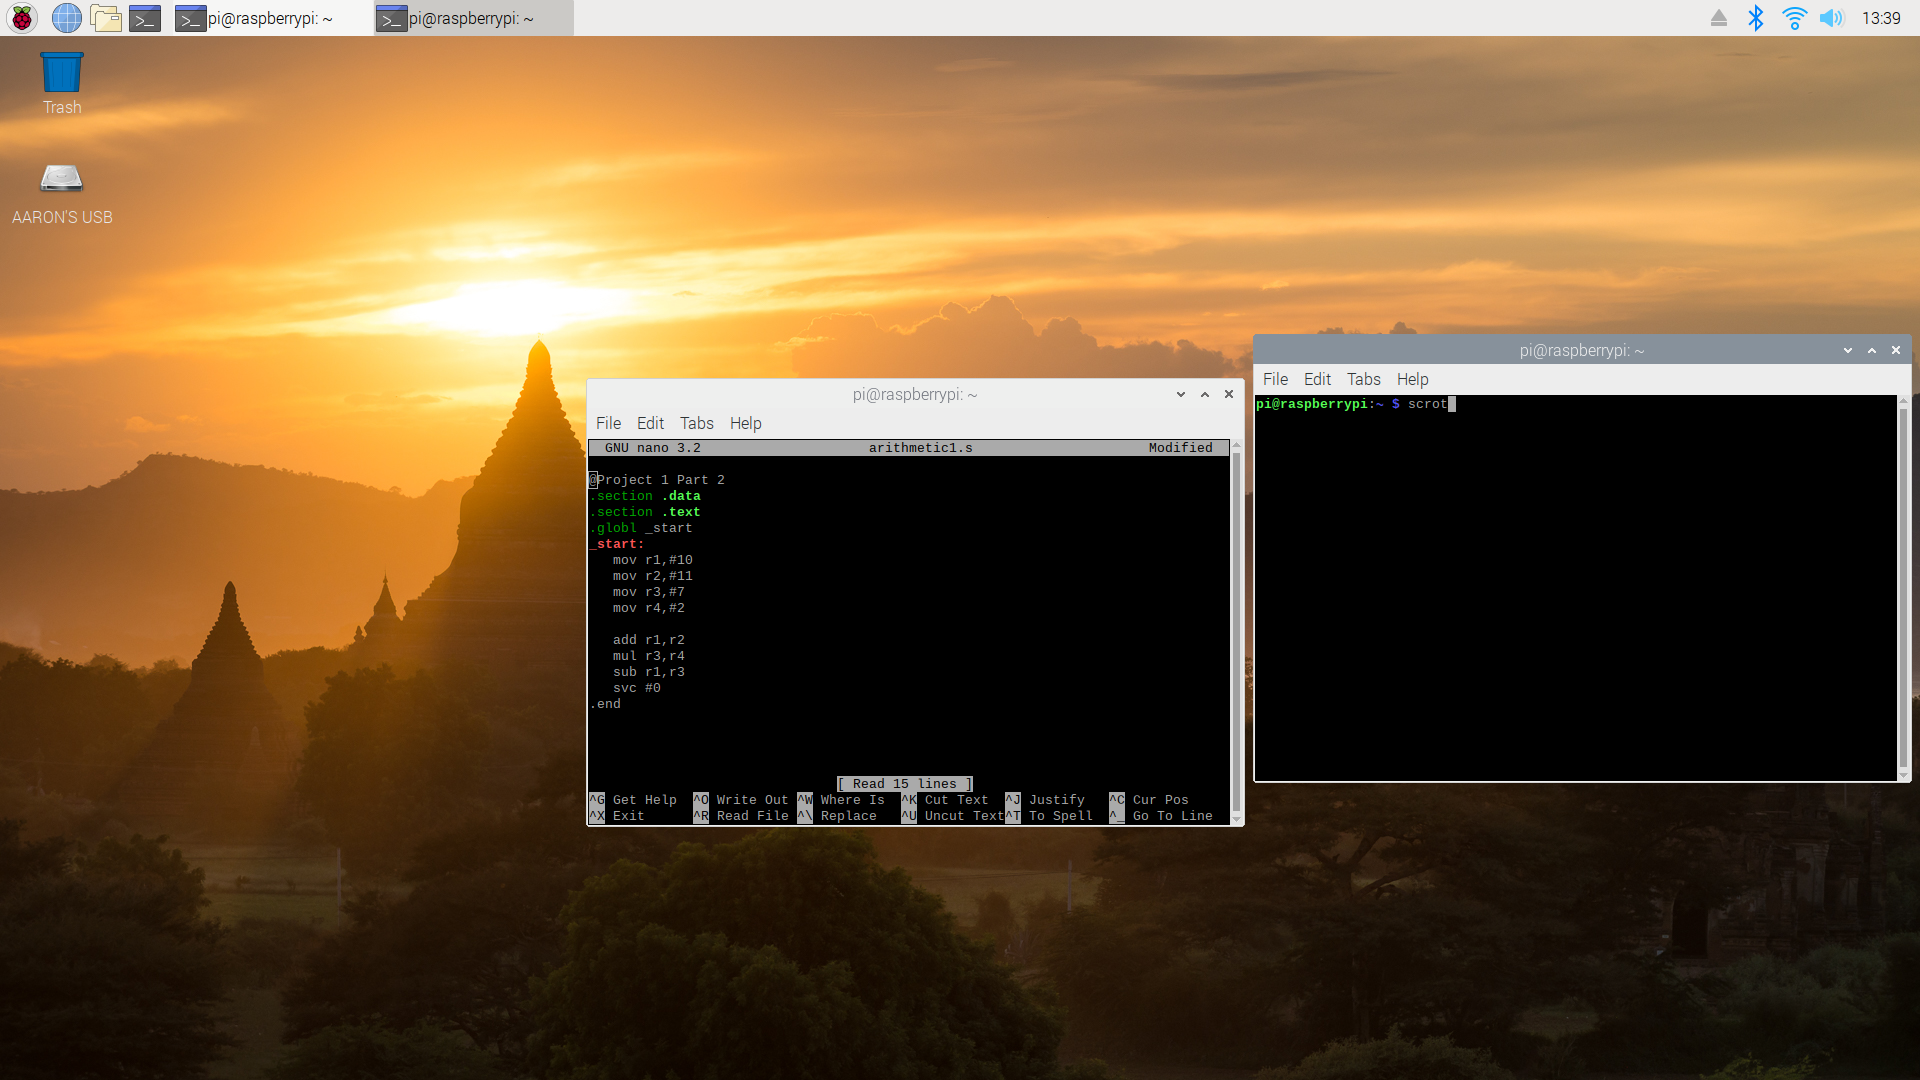 pi@raspberrypi: ~
pi@raspberrypi: ~
13:39
Trash
AARON'S USB
pi@raspberrypi: ~
File Edit Tabs Help
GNU nano 3.2 arithmetic1.s Modified
@Project 1 Part 2
.section .data
.section .text
.globl _start
_start:
mov r1,#10
mov r2,#11
mov r3,#7
mov r4,#2
add r1,r2
mul r3,r4
sub r1,r3
svc #0
.end
[ Read 15 lines ]
^G Get Help ^O Write Out ^W Where Is ^K Cut Text ^J Justify ^C Cur Pos
^X Exit ^R Read File ^\ Replace ^U Uncut Text ^T To Spell ^_ Go To Line
pi@raspberrypi: ~
File Edit Tabs Help
pi@raspberrypi:~ $ scrot